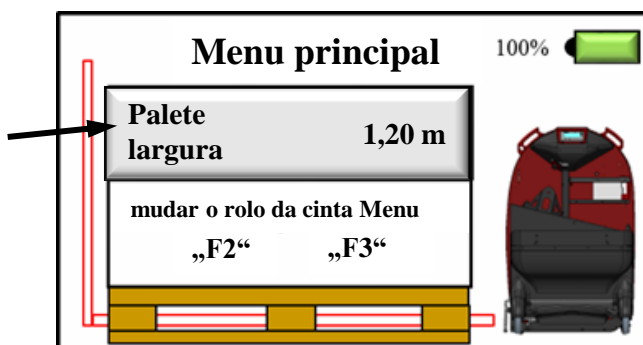 Menu principal 100%
Palete
largura 1,20 m
mudar o rolo da cinta Menu
„F2“ „F3“